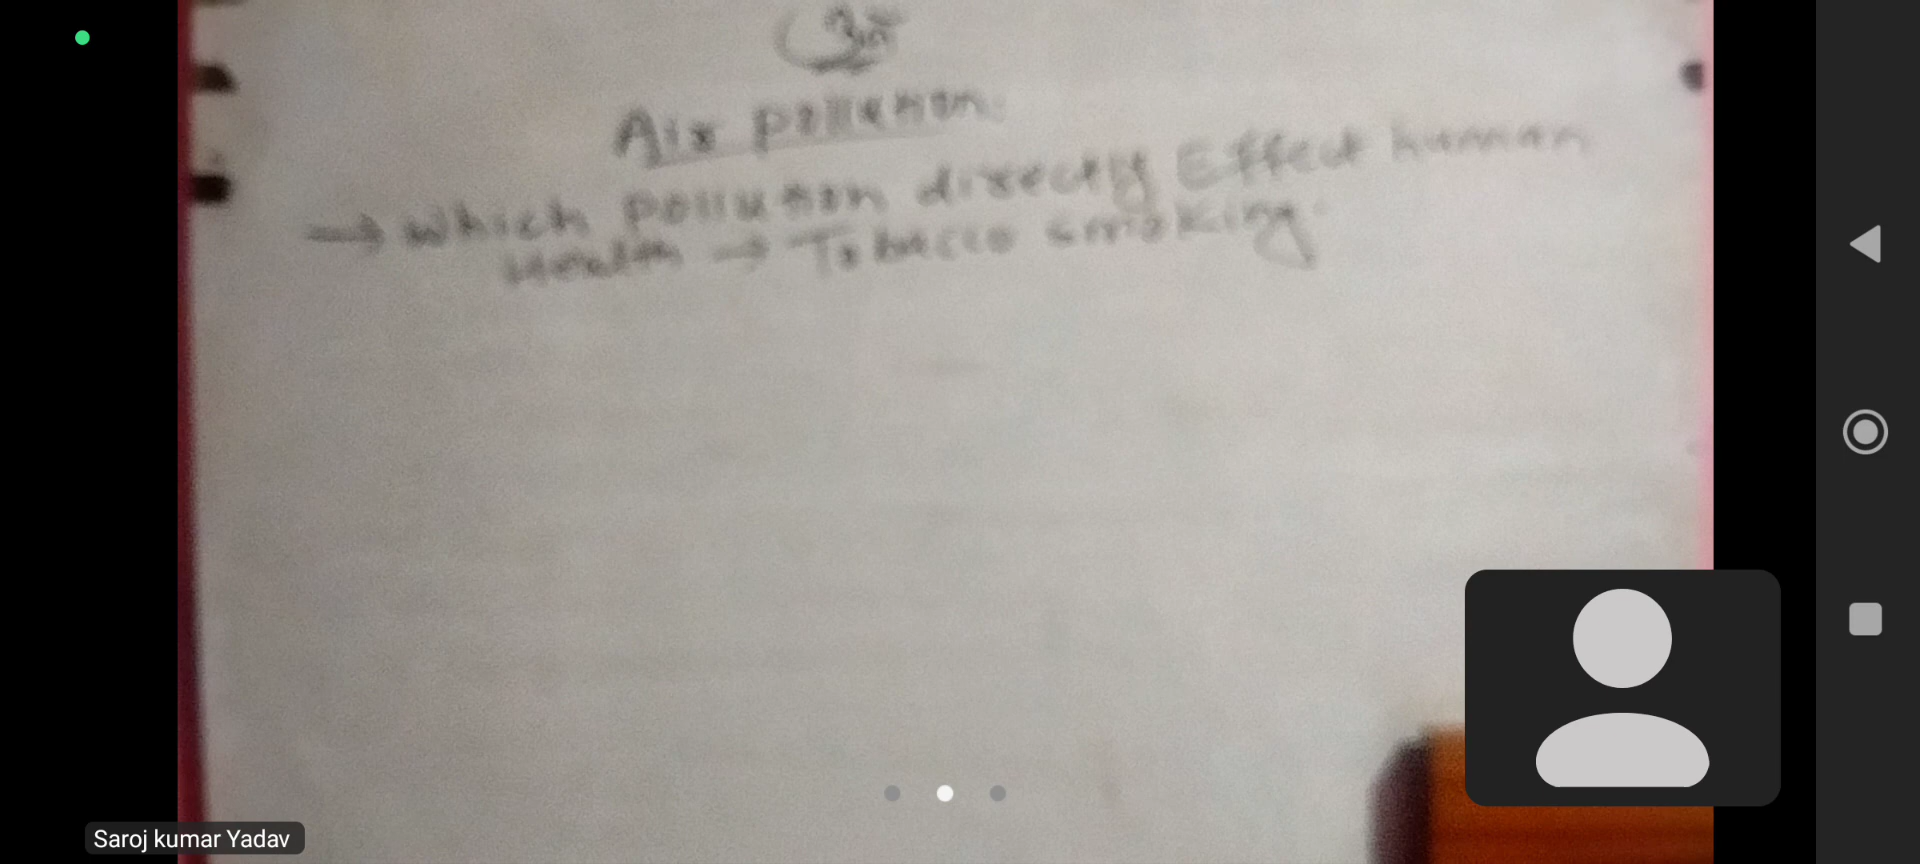 Air pollution.
→ Which pollution directly Effect human
Health → Tobacco smoking.
Saroj kumar Yadav